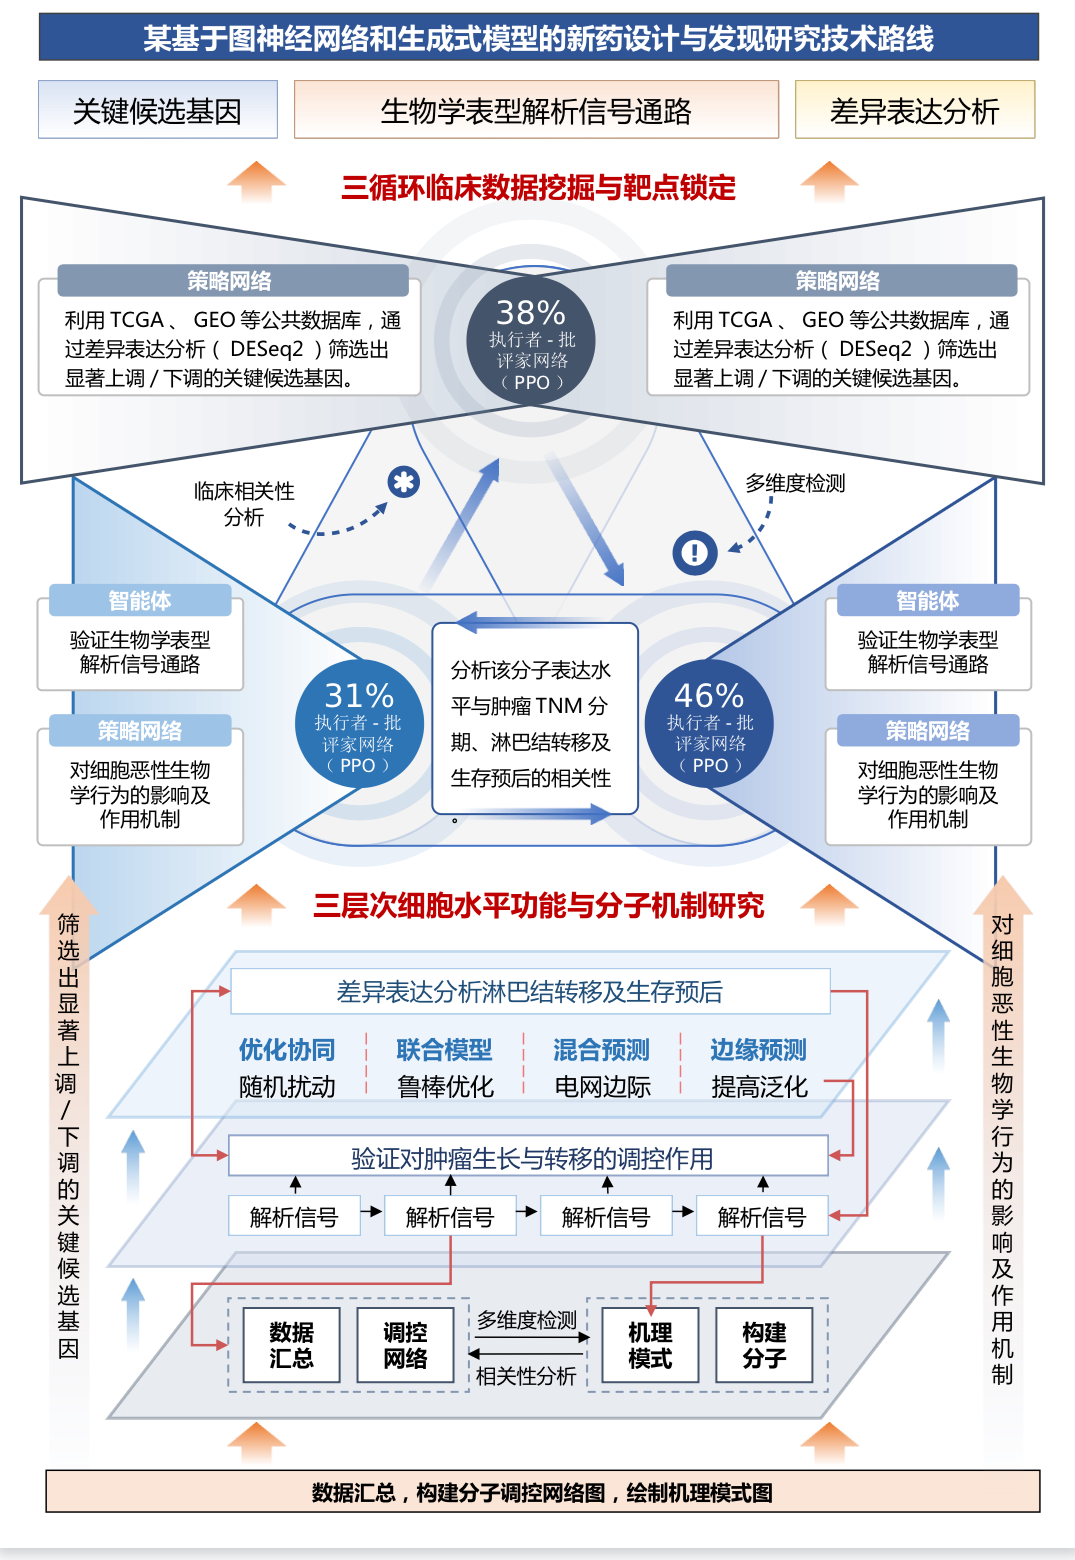 某基于图神经网络和生成式模型的新药设计与发现研究技术路线
关键候选基因
生物学表型解析信号通路
差异表达分析
三循环临床数据挖掘与靶点锁定
策略网络
利用 TCGA 、 GEO 等公共数据库，通
过差异表达分析（ DESeq2 ）筛选出
显著上调 / 下调的关键候选基因。
38%
执行者 - 批
评家网络
（ PPO ）
策略网络
利用 TCGA 、 GEO 等公共数据库，通
过差异表达分析（ DESeq2 ）筛选出
显著上调 / 下调的关键候选基因。
临床相关性
分析
多维度检测
智能体
验证生物学表型
解析信号通路
策略网络
对细胞恶性生物
学行为的影响及
作用机制
31%
执行者 - 批
评家网络
（ PPO ）
分析该分子表达水
平与肿瘤 TNM 分
期、淋巴结转移及
生存预后的相关性
。
46%
执行者 - 批
评家网络
（ PPO ）
智能体
验证生物学表型
解析信号通路
策略网络
对细胞恶性生物
学行为的影响及
作用机制
三层次细胞水平功能与分子机制研究
筛选出显著上调/下调的关键候选基因
对细胞恶性生物学行为的影响及作用机制
差异表达分析淋巴结转移及生存预后
优化协同
随机扰动
联合模型
鲁棒优化
混合预测
电网边际
边缘预测
提高泛化
验证对肿瘤生长与转移的调控作用
解析信号
解析信号
解析信号
解析信号
数据
汇总
调控
网络
多维度检测
相关性分析
机理
模式
构建
分子
数据汇总，构建分子调控网络图，绘制机理模式图